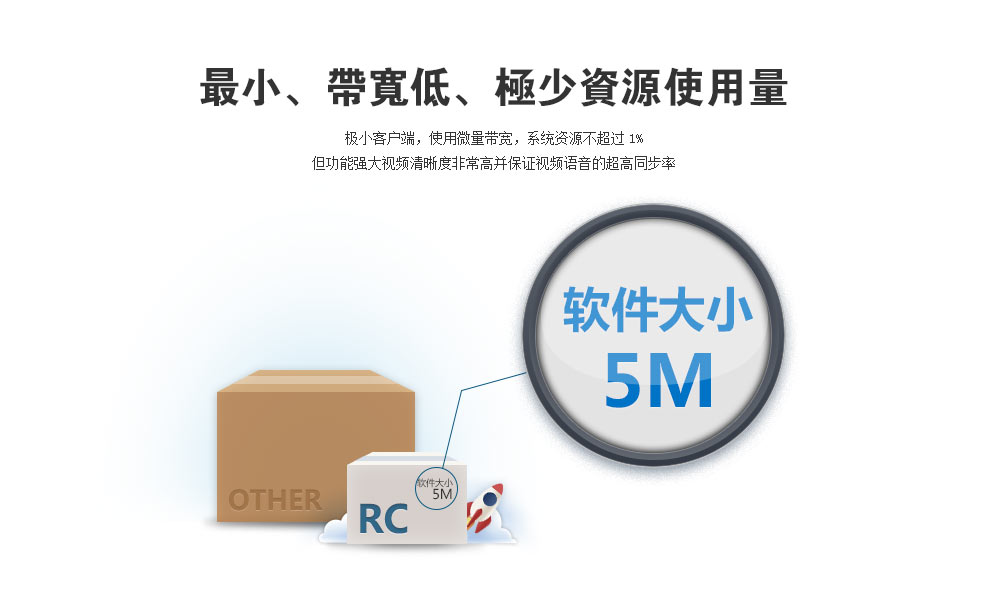 最小、帶寬低、極少資源使用量
极小客户端，使用微量带宽，系统资源不超过 1%
但功能强大视频清晰度非常高并保证视频语音的超高同步率
软件大小
5M
OTHER
RC
软件大小
5M